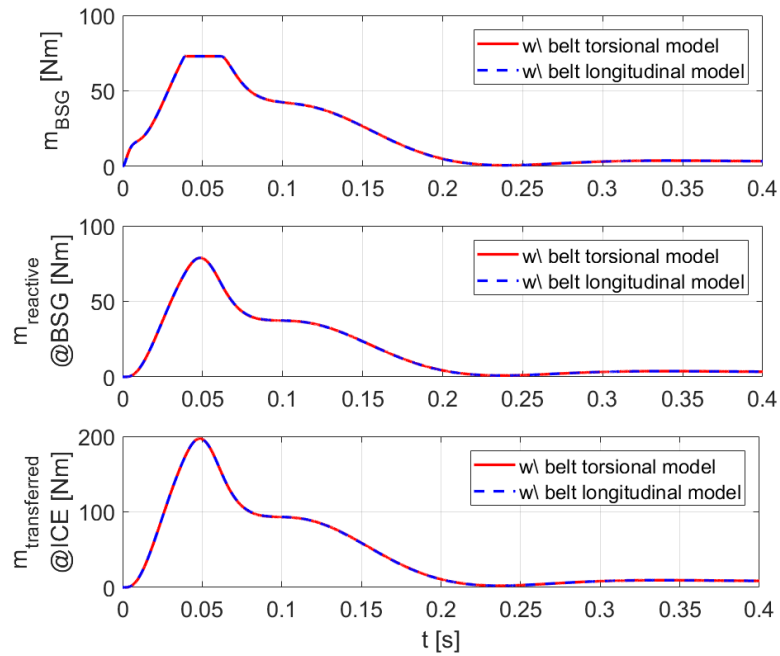 m_BSG [Nm]
100
50
0
w\ belt torsional model
w\ belt longitudinal model
0 0.05 0.1 0.15 0.2 0.25 0.3 0.35 0.4
m_reactive
@BSG [Nm]
100
50
0
w\ belt torsional model
w\ belt longitudinal model
0 0.05 0.1 0.15 0.2 0.25 0.3 0.35 0.4
m_transferred
@ICE [Nm]
200
100
0
w\ belt torsional model
w\ belt longitudinal model
0 0.05 0.1 0.15 0.2 0.25 0.3 0.35 0.4
t [s]